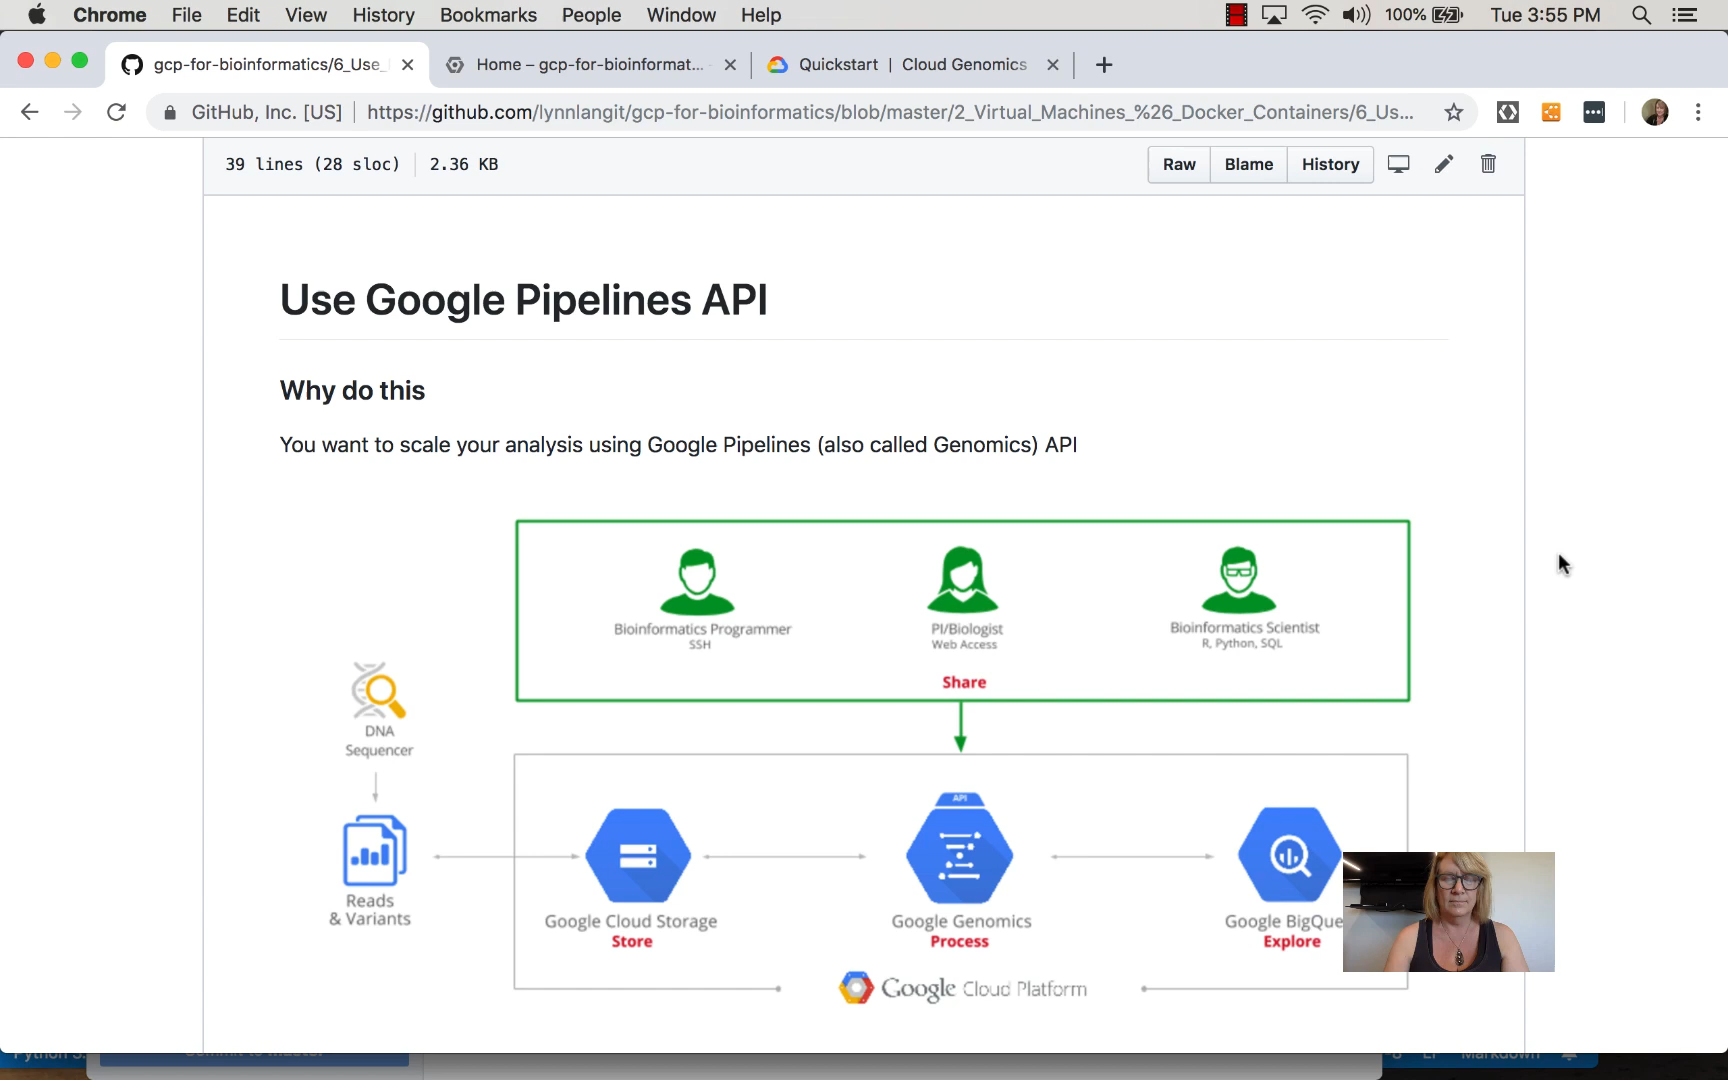 Chrome File Edit View History Bookmarks People Window Help 100% Tue 3:55 PM
gcp-for-bioinformatics/6_Use_ Home – gcp-for-bioinformat... Quickstart | Cloud Genomics
GitHub, Inc. [US] https://github.com/lynnlangit/gcp-for-bioinformatics/blob/master/2_Virtual_Machines_%26_Docker_Containers/6_Us...
39 lines (28 sloc) 2.36 KB Raw Blame History
Use Google Pipelines API
Why do this
You want to scale your analysis using Google Pipelines (also called Genomics) API
Bioinformatics Programmer
SSH
PI/Biologist
Web Access
Bioinformatics Scientist
R, Python, SQL
Share
DNA
Sequencer
Reads
& Variants
API
Google Cloud Storage
Store
Google Genomics
Process
Google BigQue
Explore
Google Cloud Platform